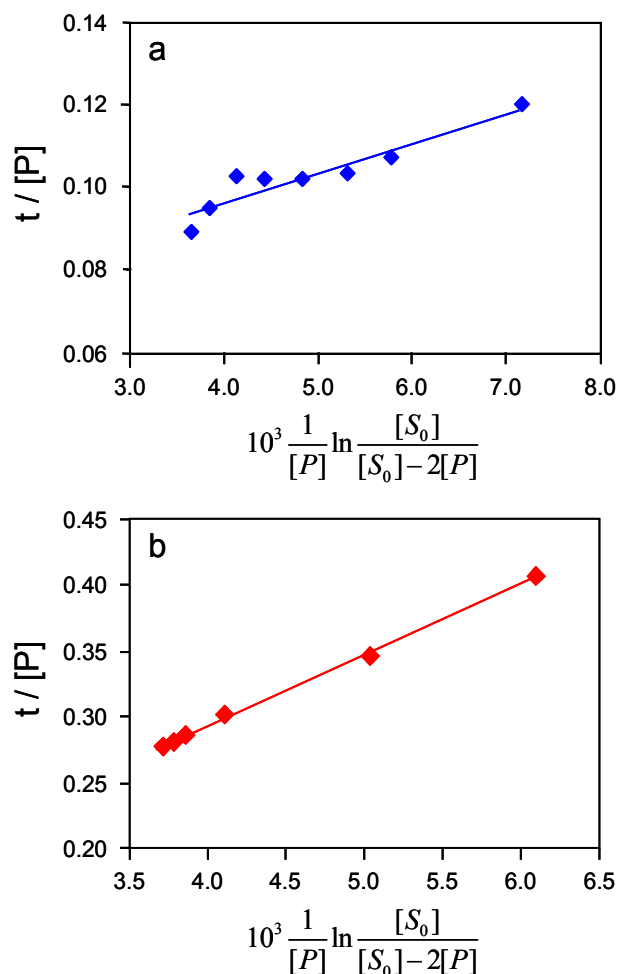 a
0.14
0.12
0.10
0.08
0.06
t / [P]
3.0 4.0 5.0 6.0 7.0 8.0
10³ 1/[P] ln [S₀]/[S₀]−2[P]
b
0.45
0.40
0.35
0.30
0.25
0.20
t / [P]
3.5 4.0 4.5 5.0 5.5 6.0 6.5
10³ 1/[P] ln [S₀]/[S₀]−2[P]